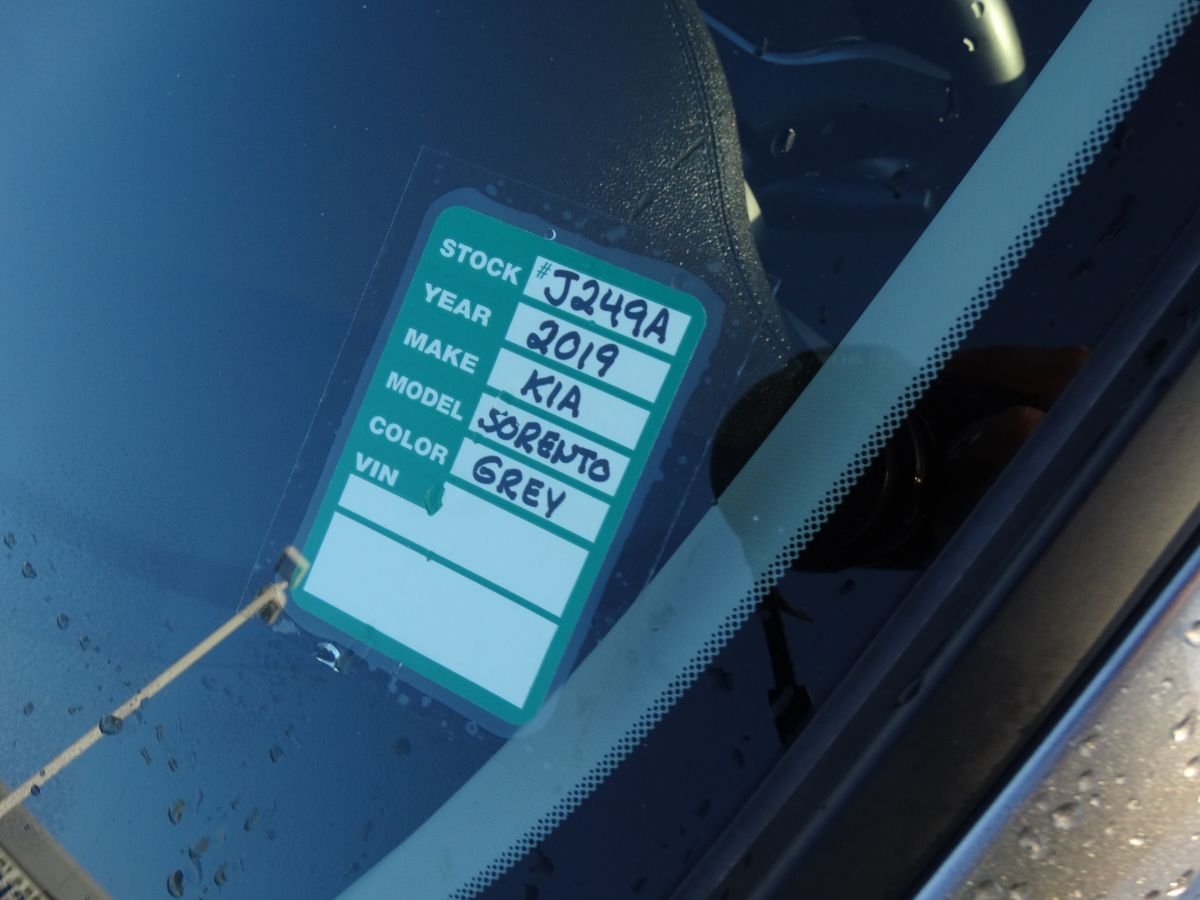 STOCK #J249A
YEAR 2019
MAKE KIA
MODEL SORENTO
COLOR GREY
VIN